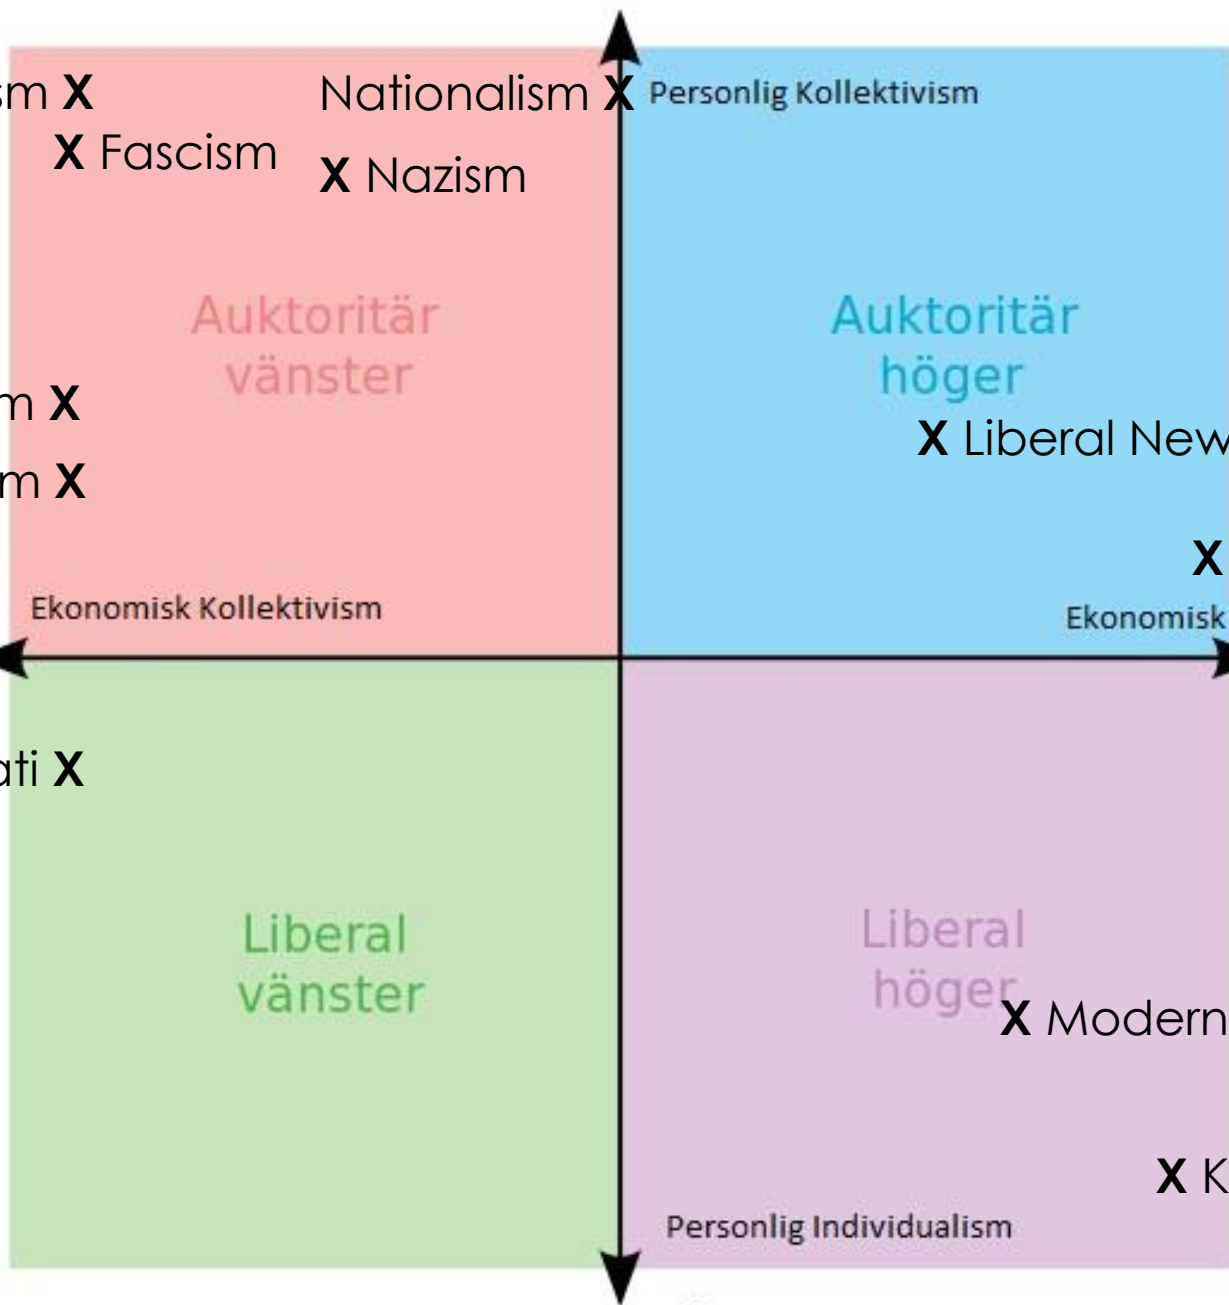 sm X
Nationalism X Personlig Kollektivism
X Fascism
X Nazism
Auktoritär
vänster
Auktoritär
höger
m X
X Liberal New
m X
X
Ekonomisk Kollektivism
Ekonomisk
ati X
Liberal
vänster
Liberal
höger
X Modern
X K
Personlig Individualism